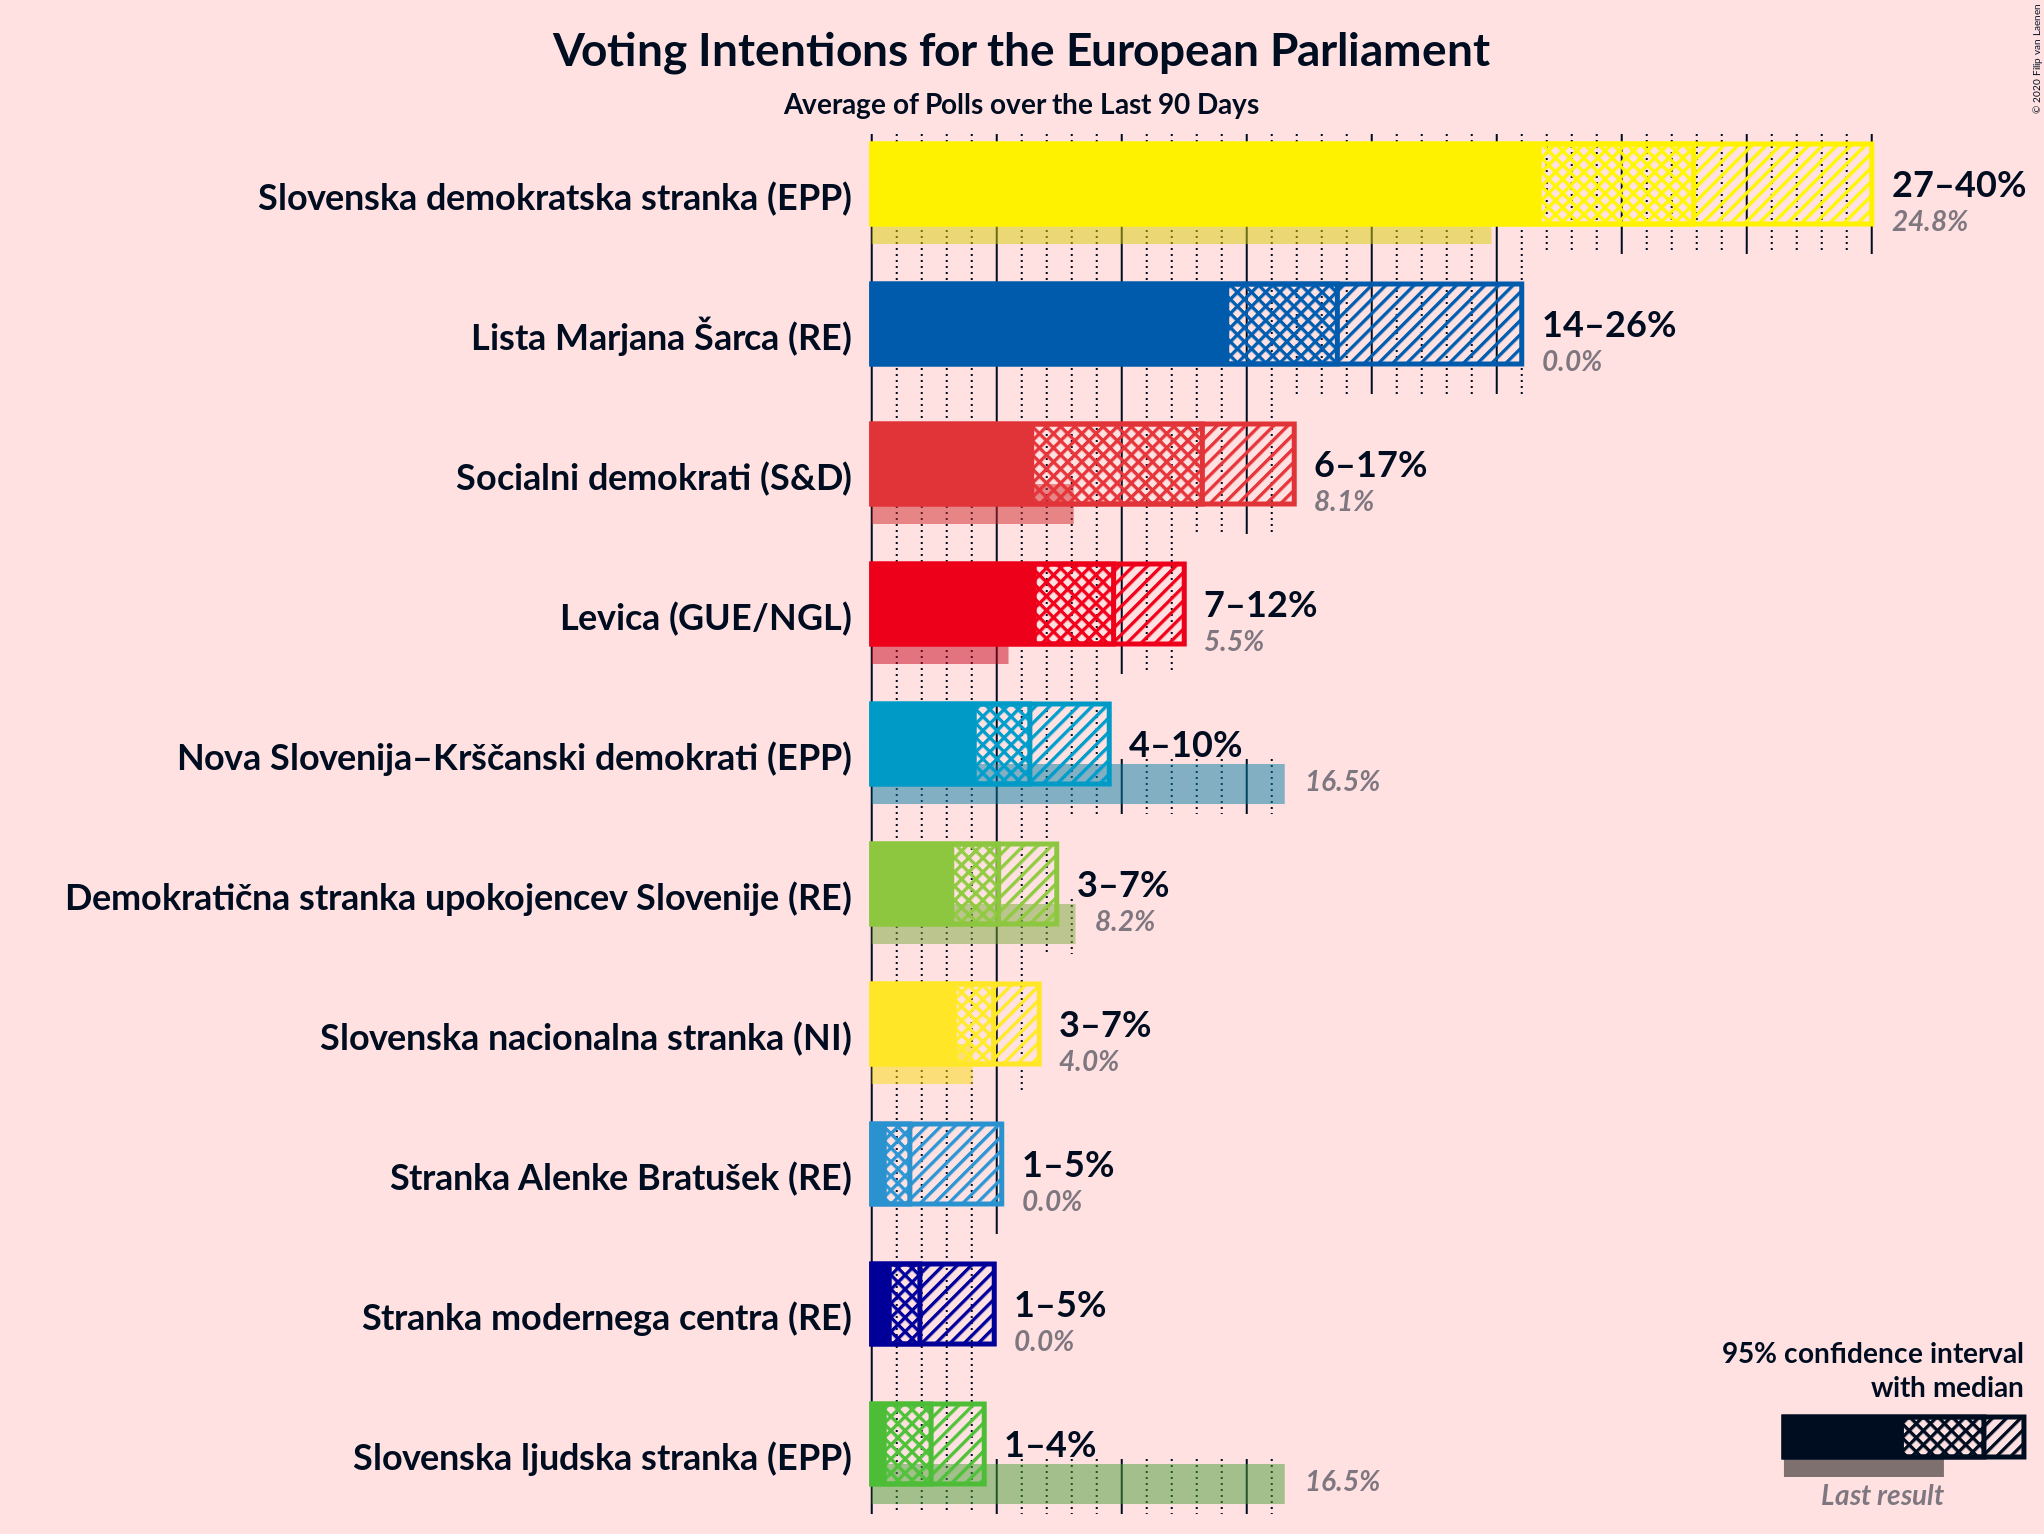 © 2020 Filip van Laenen
Voting Intentions for the European Parliament
Average of Polls over the Last 90 Days
Slovenska demokratska stranka (EPP)
27–40%
24.8%
Lista Marjana Šarca (RE)
14–26%
0.0%
Socialni demokrati (S&D)
6–17%
8.1%
Levica (GUE/NGL)
7–12%
5.5%
Nova Slovenija–Krščanski demokrati (EPP)
4–10%
16.5%
Demokratična stranka upokojencev Slovenije (RE)
3–7%
8.2%
Slovenska nacionalna stranka (NI)
3–7%
4.0%
Stranka Alenke Bratušek (RE)
1–5%
0.0%
Stranka modernega centra (RE)
1–5%
0.0%
Slovenska ljudska stranka (EPP)
1–4%
16.5%
95% confidence interval
with median
Last result